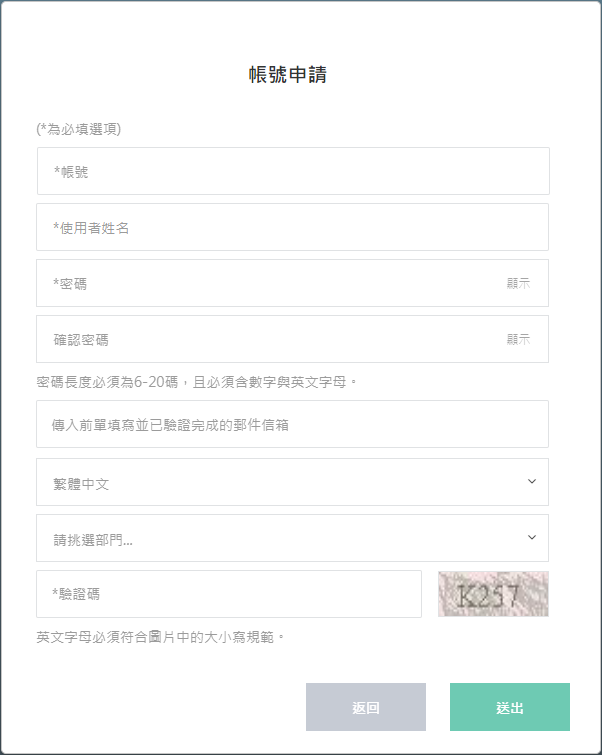 帳號申請
(*為必填選項)
*帳號
*使用者姓名
*密碼 顯示
確認密碼 顯示
密碼長度必須為6-20碼，且必須含數字與英文字母。
傳入前單填寫並已驗證完成的郵件信箱
繁體中文
請挑選部門...
*驗證碼 K257
英文字母必須符合圖片中的大小寫規範。
返回 送出